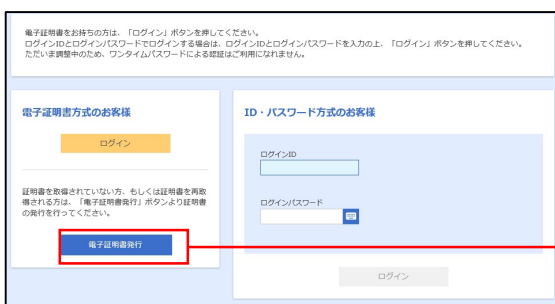 電子証明書をお持ちの方は、「ログイン」ボタンを押してください。
ログインIDとログインパスワードでログインする場合は、ログインIDとログインパスワードを入力の上、「ログイン」ボタンを押してください。
ただいま調整中のため、ワンタイムパスワードによる認証はご利用になれません。
電子証明書方式のお客様
ログイン
証明書を取得されていない方、もしくは証明書を再取
得される方は、「電子証明書発行」ボタンより証明書
の発行を行ってください。
電子証明書発行
ID・パスワード方式のお客様
ログインID
ログインパスワード
ログイン